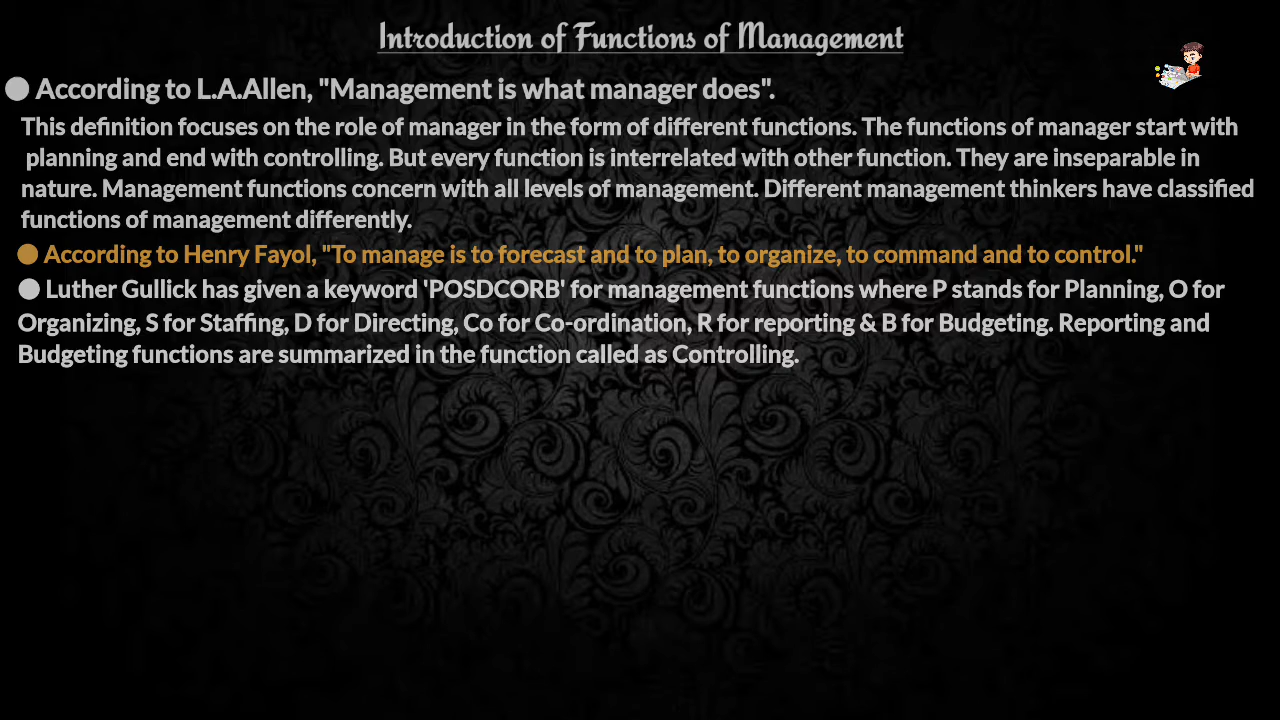 Introduction of Functions of Management
● According to L.A.Allen, "Management is what manager does".
This definition focuses on the role of manager in the form of different functions. The functions of manager start with
planning and end with controlling. But every function is interrelated with other function. They are inseparable in
nature. Management functions concern with all levels of management. Different management thinkers have classified
functions of management differently.
● According to Henry Fayol, "To manage is to forecast and to plan, to organize, to command and to control."
● Luther Gullick has given a keyword 'POSDCORB' for management functions where P stands for Planning, O for
Organizing, S for Staffing, D for Directing, Co for Co-ordination, R for reporting & B for Budgeting. Reporting and
Budgeting functions are summarized in the function called as Controlling.